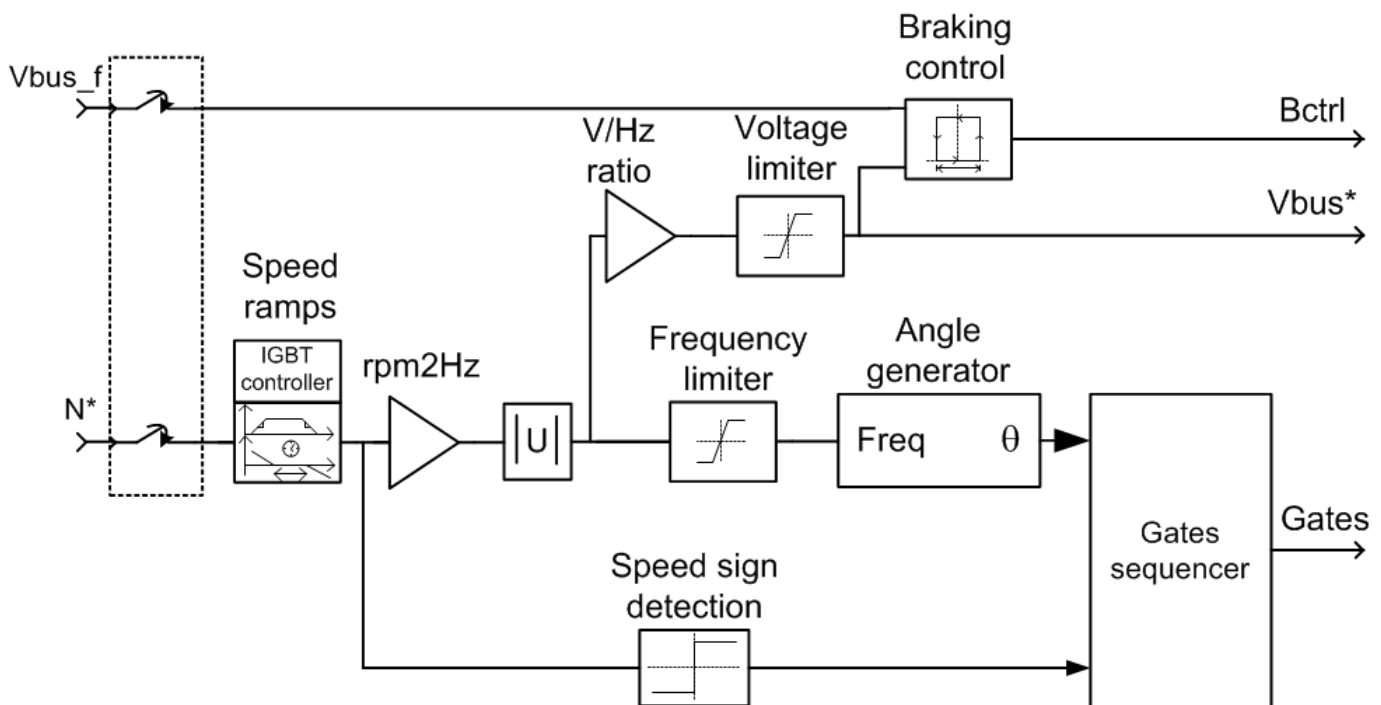 Braking
control
Vbus_f
V/Hz
ratio
Voltage
limiter
Bctrl
Vbus*
Speed
ramps
IGBT
controller
rpm2Hz
Frequency
limiter
Angle
generator
N*
|U|
Freq
θ
Gates
sequencer
Gates
Speed sign
detection